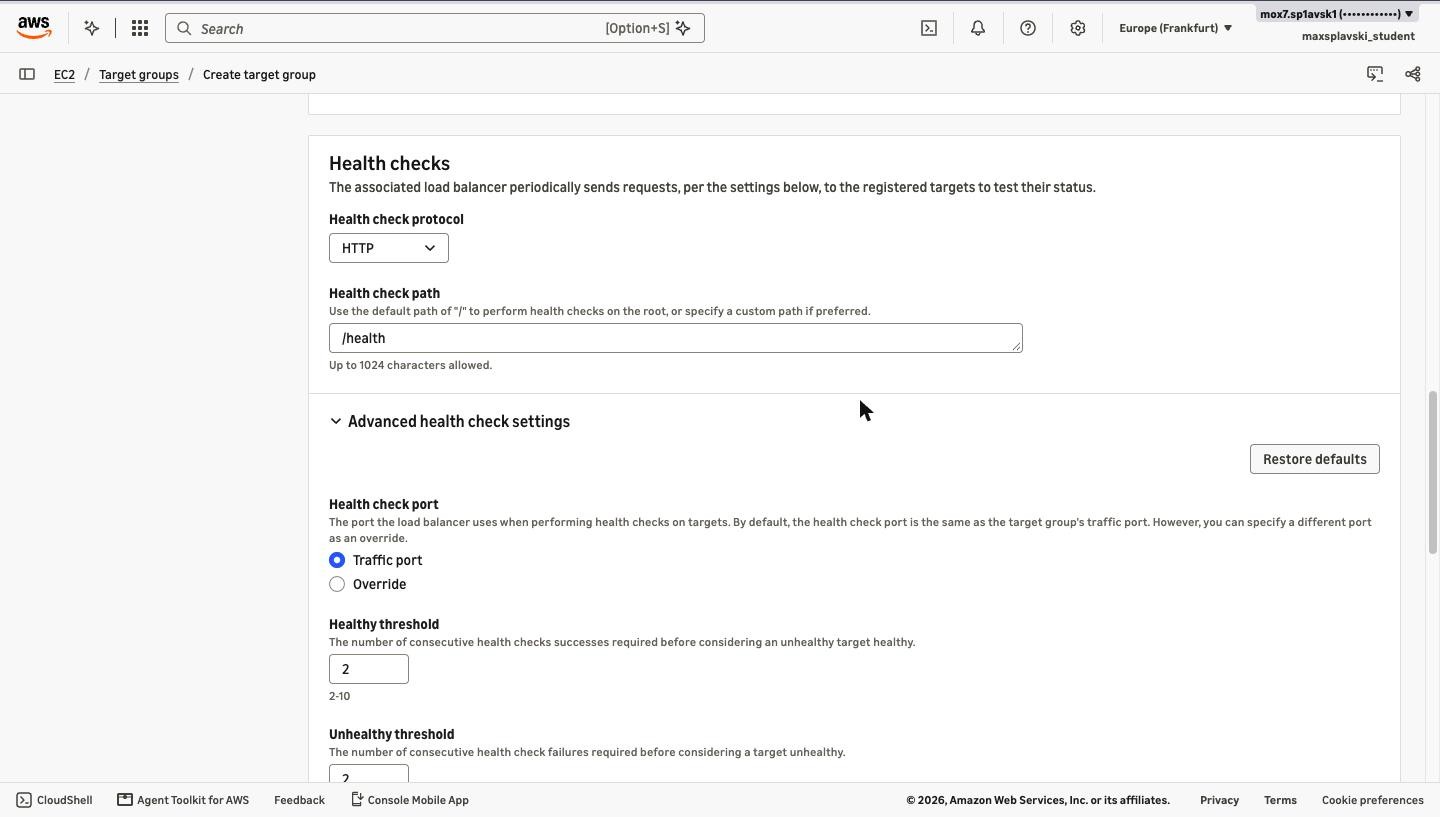 aws
Search [Option+S]
Europe (Frankfurt)
mox7.sp1avsk1 (••••••••••••)
maxsplavski_student
EC2 / Target groups / Create target group
Health checks
The associated load balancer periodically sends requests, per the settings below, to the registered targets to test their status.
Health check protocol
HTTP
Health check path
Use the default path of "/" to perform health checks on the root, or specify a custom path if preferred.
/health
Up to 1024 characters allowed.
Advanced health check settings
Restore defaults
Health check port
The port the load balancer uses when performing health checks on targets. By default, the health check port is the same as the target group's traffic port. However, you can specify a different port
as an override.
Traffic port
Override
Healthy threshold
The number of consecutive health checks successes required before considering an unhealthy target healthy.
2
2-10
Unhealthy threshold
The number of consecutive health check failures required before considering a target unhealthy.
2
CloudShell Agent Toolkit for AWS Feedback Console Mobile App © 2026, Amazon Web Services, Inc. or its affiliates. Privacy Terms Cookie preferences